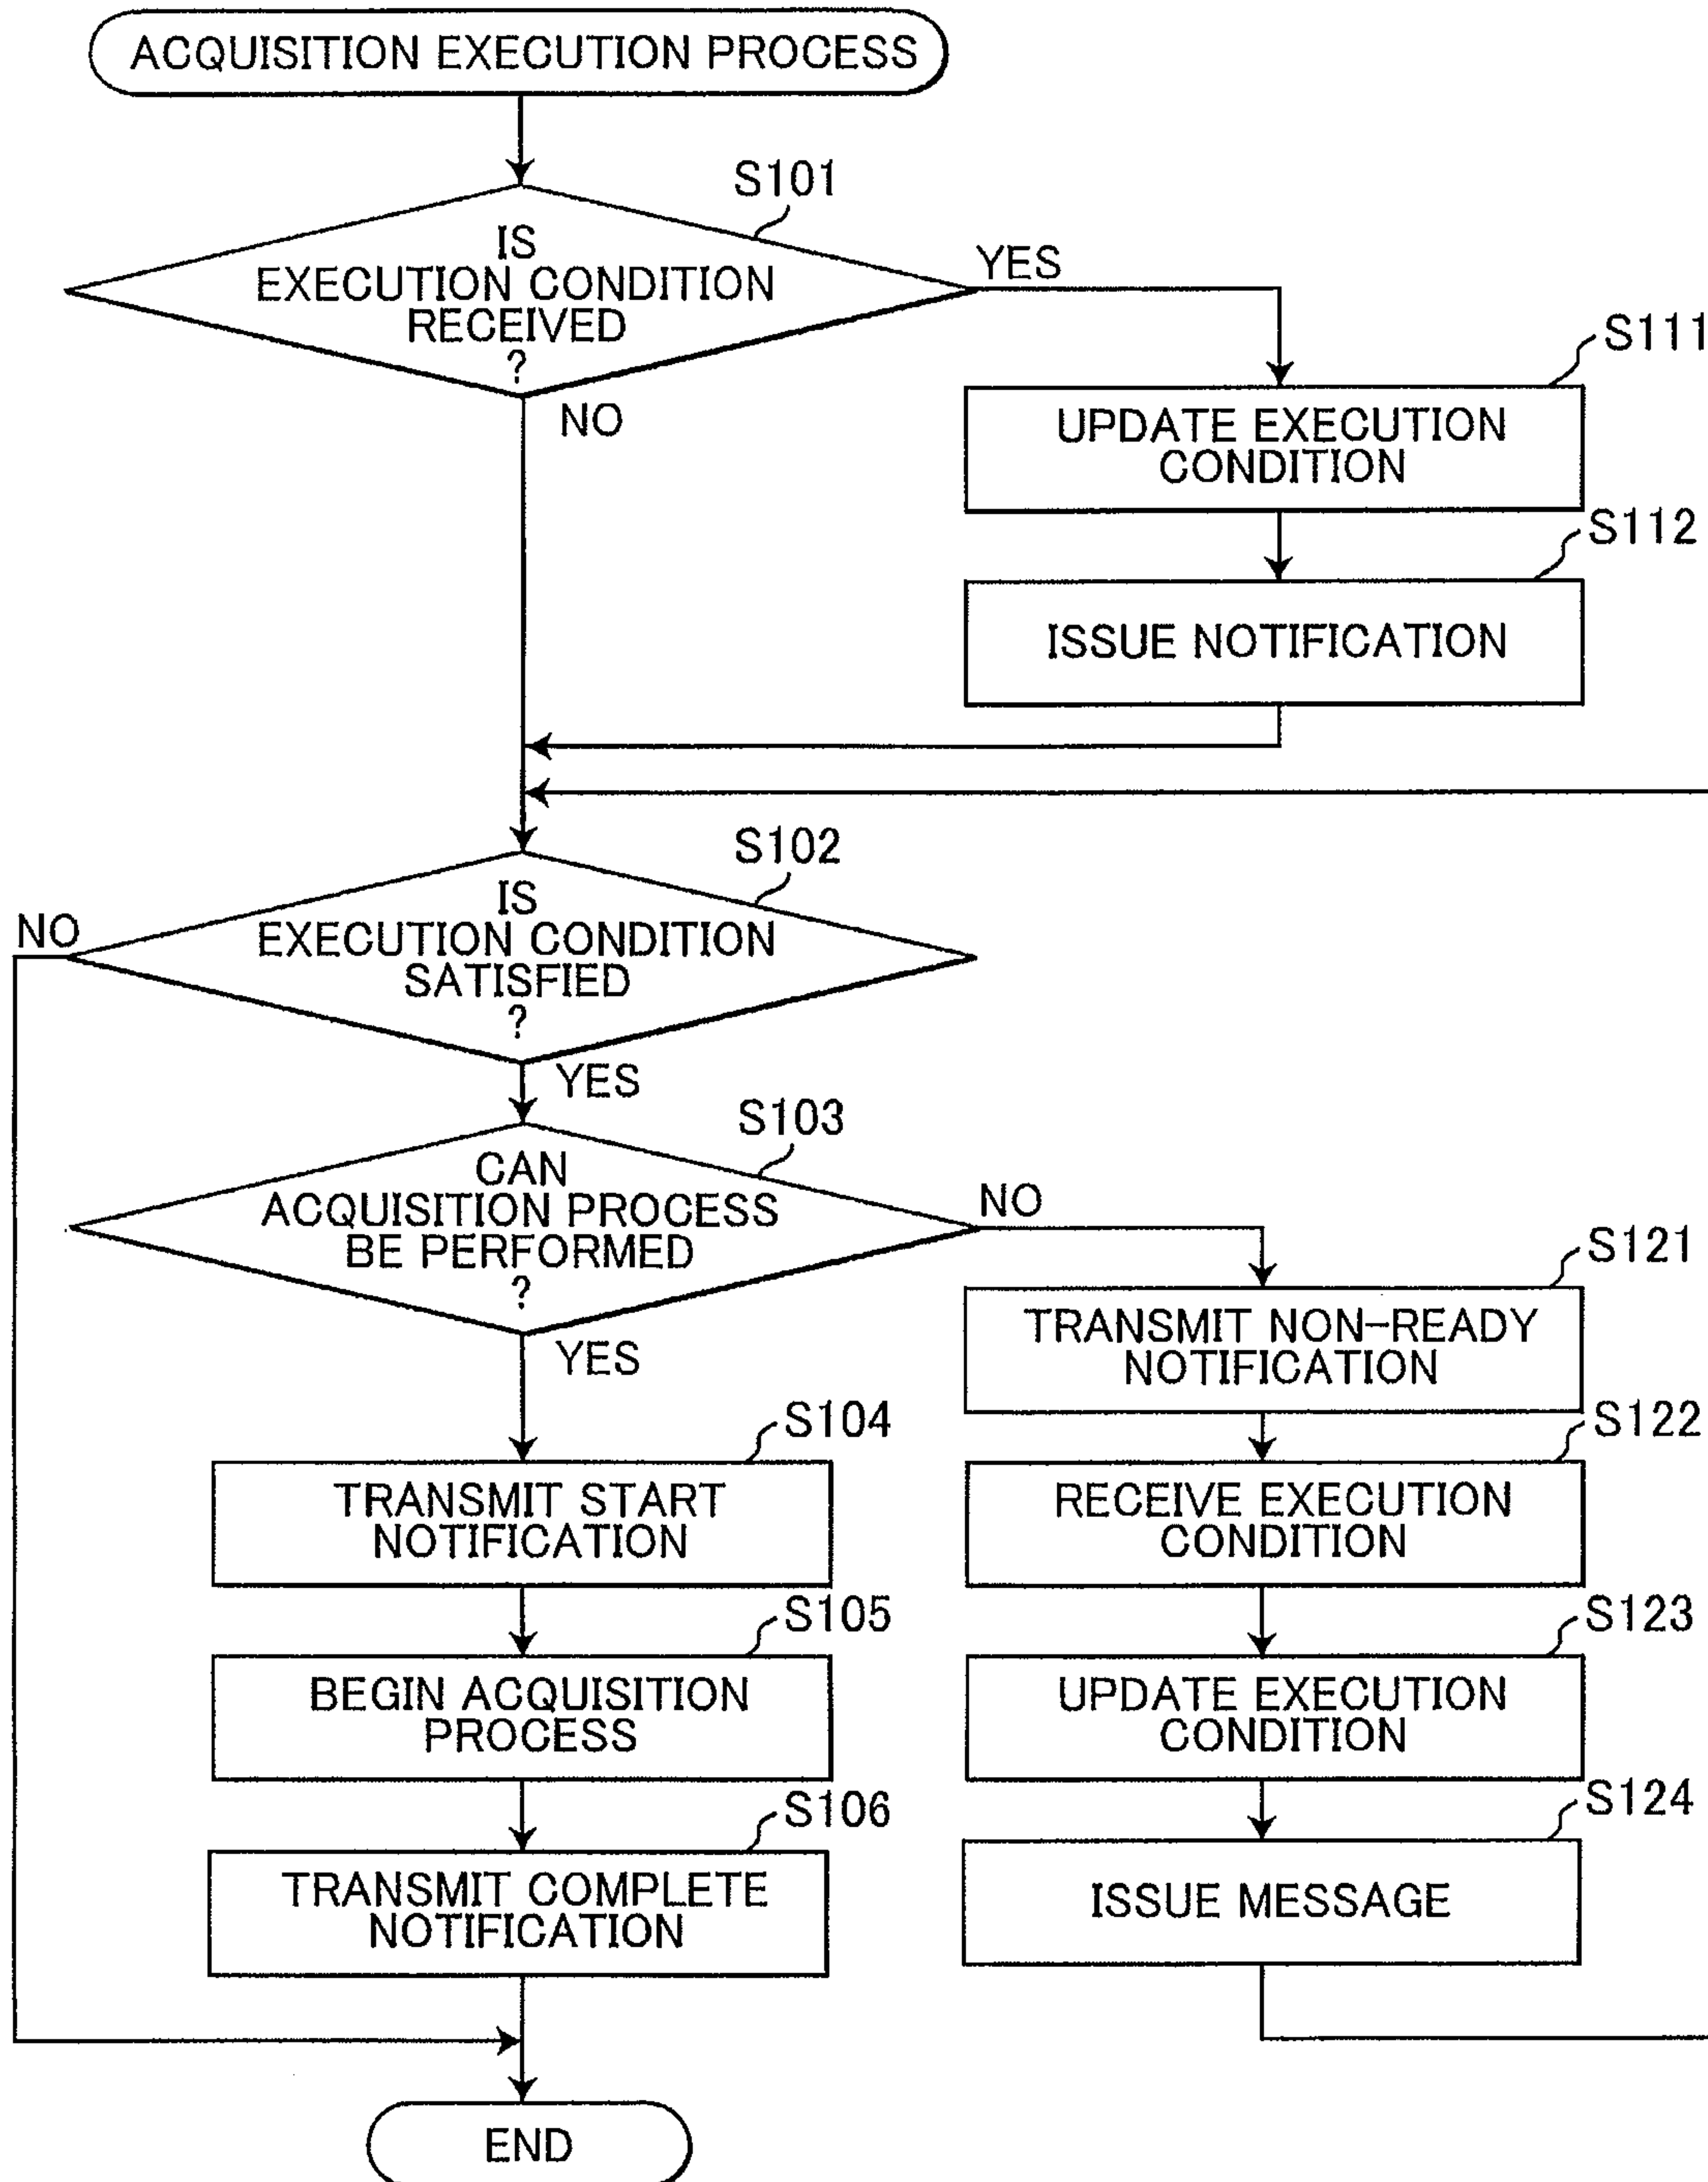 ACQUISITION EXECUTION PROCESS
S101
IS
EXECUTION CONDITION
RECEIVED
?
YES
NO
S111
UPDATE EXECUTION
CONDITION
S112
ISSUE NOTIFICATION
S102
IS
EXECUTION CONDITION
SATISFIED
?
NO
YES
S103
CAN
ACQUISITION PROCESS
BE PERFORMED
?
NO
YES
S121
TRANSMIT NON-READY
NOTIFICATION
S104
TRANSMIT START
NOTIFICATION
S122
RECEIVE EXECUTION
CONDITION
S105
BEGIN ACQUISITION
PROCESS
S123
UPDATE EXECUTION
CONDITION
S106
TRANSMIT COMPLETE
NOTIFICATION
S124
ISSUE MESSAGE
END